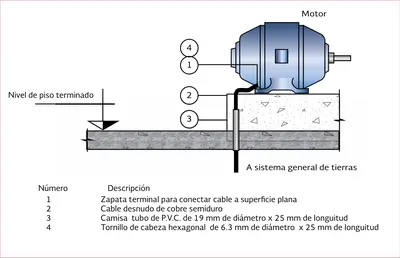 Motor
4
1
Nivel de piso terminado
2
3
A sistema general de tierras
Número Descripción
1 Zapata terminal para conectar cable a superficie plana
2 Cable desnudo de cobre semiduro
3 Camisa tubo de P.V.C. de 19 mm de diámetro x 25 mm de longuitud
4 Tornillo de cabeza hexagonal de 6.3 mm de diámetro x 25 mm de longuitud